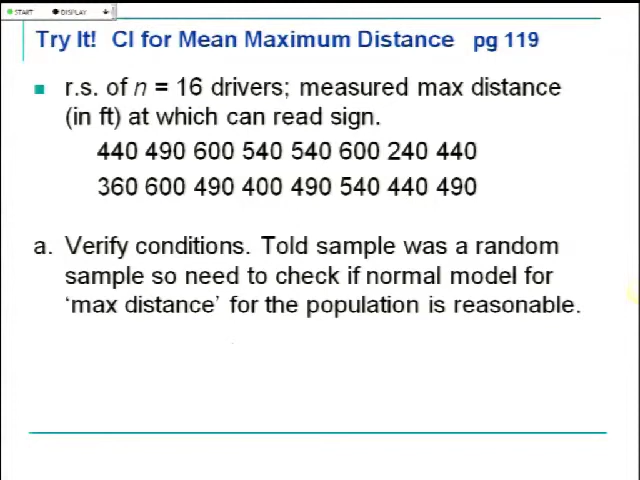 START DISPLAY
Try It! CI for Mean Maximum Distance pg 119
r.s. of n = 16 drivers; measured max distance
(in ft) at which can read sign.
440 490 600 540 540 600 240 440
360 600 490 400 490 540 440 490
a. Verify conditions. Told sample was a random
sample so need to check if normal model for
‘max distance’ for the population is reasonable.